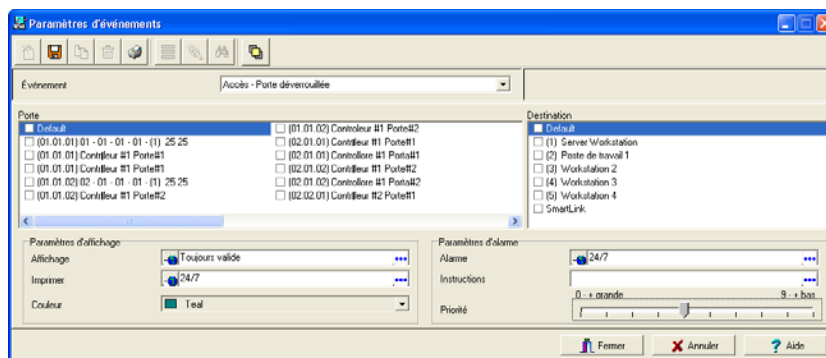 Paramètres d'événements
Événement
Accès - Porte déverrouillée
Porte
Default
(01.01.01) 01 - 01 - 01 - 01 - (1) 25 25
(01.01.01) Contrôleur #1 Porte#1
(01.01.01) Contrôleur #1 Porte#1
(01.01.02) 02 - 01 - 01 - 01 - (1) 25 25
(01.01.02) Contrôleur #1 Porte#2
(01.01.02) Controleur #1 Porte#2
(02.01.01) Contrôleur #1 Porte#1
(02.01.01) Controllore #1 Porta#1
(02.01.02) Contrôleur #1 Porte#2
(02.01.02) Controllore #1 Porta#2
(02.02.01) Contrôleur #2 Porte#1
Destination
Default
(1) Server Workstation
(2) Poste de travail 1
(3) Workstation 2
(4) Workstation 3
(5) Workstation 4
SmartLink
Paramètres d'affichage
Affichage
Toujours valide
Imprimer
24/7
Couleur
Teal
Paramètres d'alarme
Alarme
24/7
Instructions
0 - + grande
9 - + bas
Priorité
Fermer
Annuler
Aide